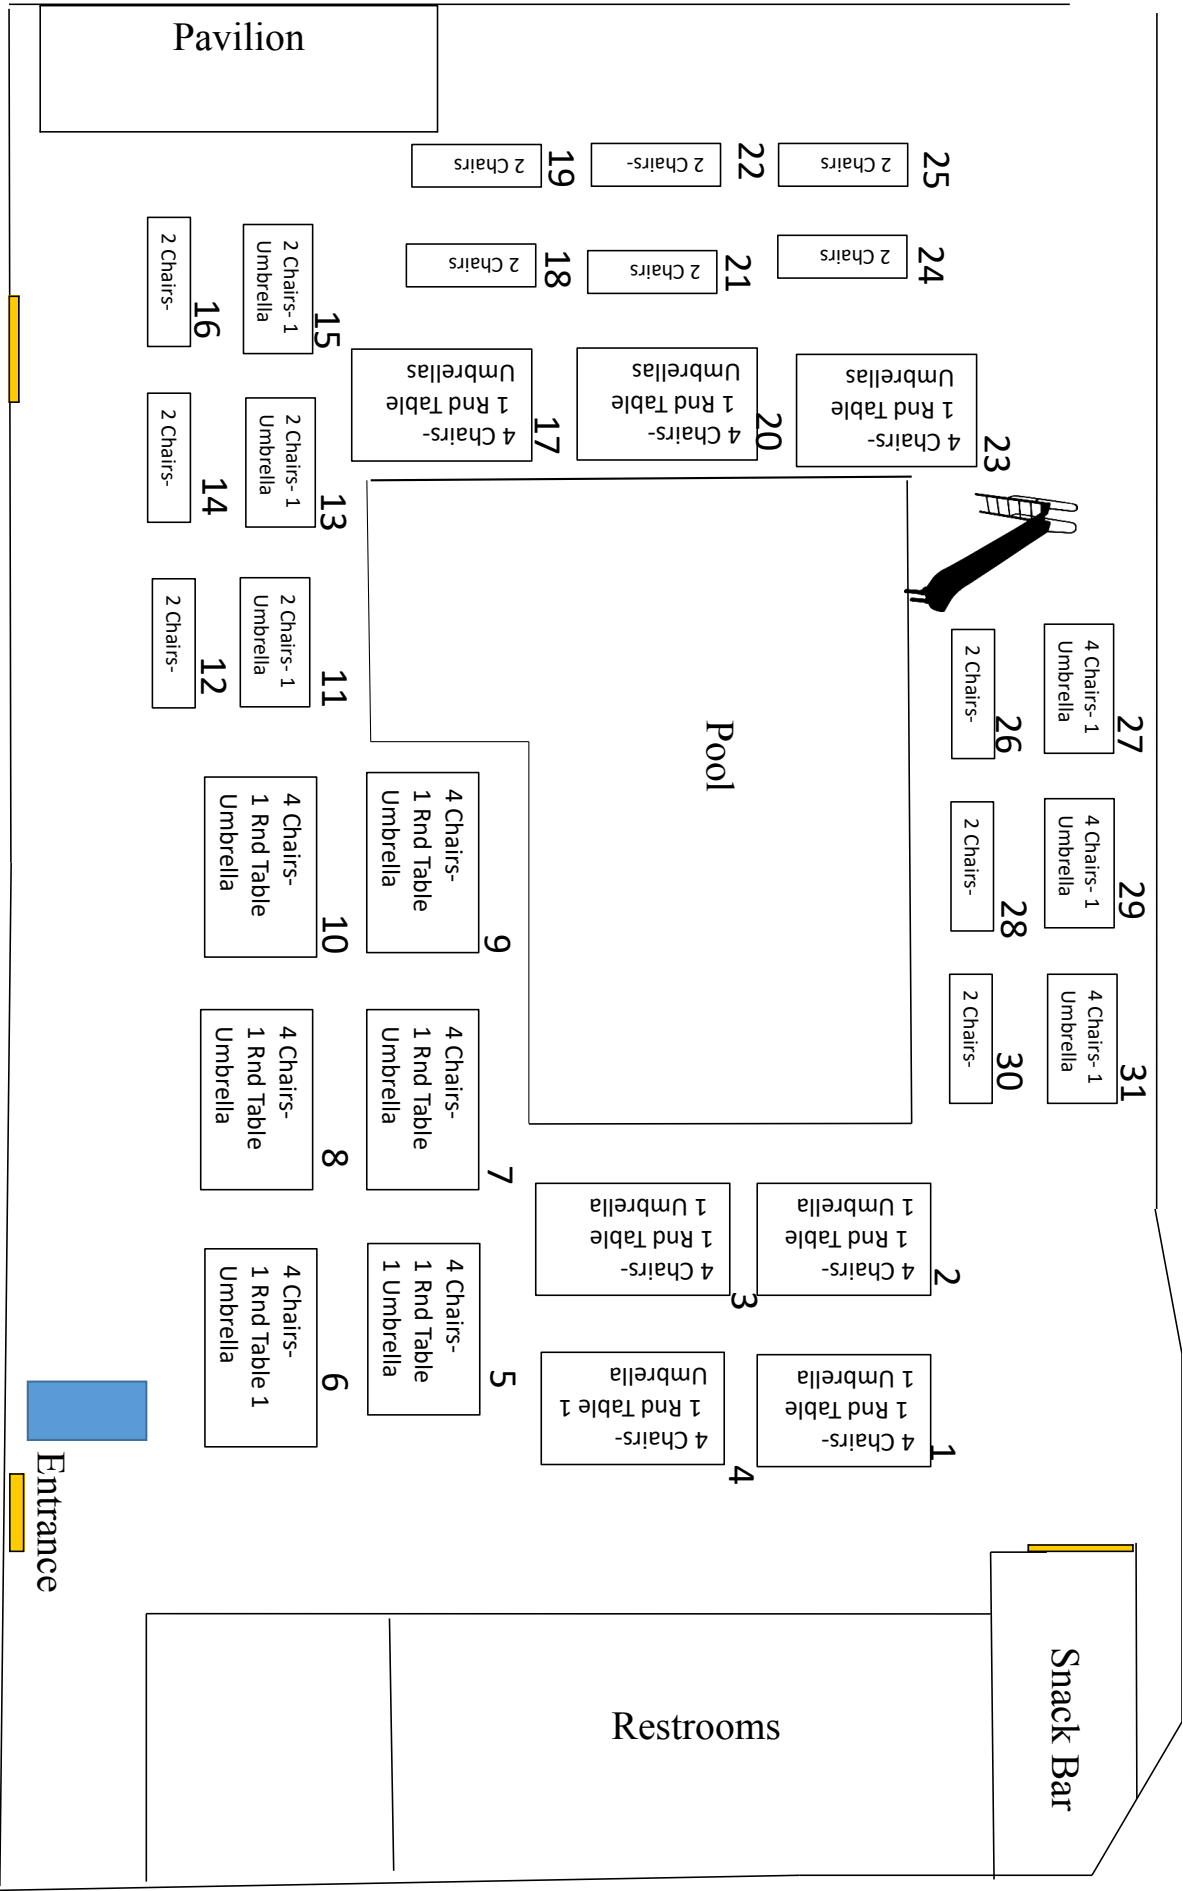 Pavilion
2 Chairs
19
2 Chairs-
22
2 Chairs
25
2 Chairs
18
2 Chairs
21
2 Chairs
24
2 Chairs-
16
2 Chairs- 1
Umbrella
15
4 Chairs-
1 Rnd Table
Umbrellas
17
4 Chairs-
1 Rnd Table
Umbrellas
20
4 Chairs-
1 Rnd Table
Umbrellas
23
2 Chairs-
14
2 Chairs- 1
Umbrella
13
2 Chairs-
12
2 Chairs- 1
Umbrella
11
Pool
2 Chairs-
26
4 Chairs- 1
Umbrella
27
4 Chairs-
1 Rnd Table
Umbrella
10
4 Chairs-
1 Rnd Table
Umbrella
9
2 Chairs-
28
4 Chairs- 1
Umbrella
29
4 Chairs-
1 Rnd Table
Umbrella
8
4 Chairs-
1 Rnd Table
Umbrella
7
2 Chairs-
30
4 Chairs- 1
Umbrella
31
4 Chairs-
1 Rnd Table
1 Umbrella
3
4 Chairs-
1 Rnd Table
1 Umbrella
2
4 Chairs-
1 Rnd Table 1
Umbrella
6
4 Chairs-
1 Rnd Table
1 Umbrella
5
4 Chairs-
1 Rnd Table 1
Umbrella
4
4 Chairs-
1 Rnd Table
1 Umbrella
1
Entrance
Restrooms
Snack Bar